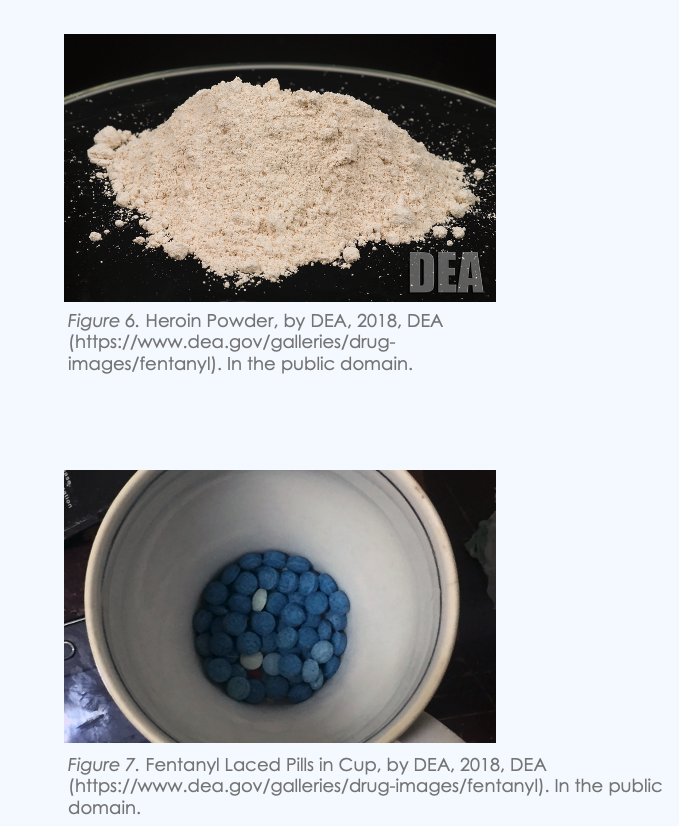 DEA
Figure 6. Heroin Powder, by DEA, 2018, DEA
(https://www.dea.gov/galleries/drug-
images/fentanyl). In the public domain.
Figure 7. Fentanyl Laced Pills in Cup, by DEA, 2018, DEA
(https://www.dea.gov/galleries/drug-images/fentanyl). In the public
domain.